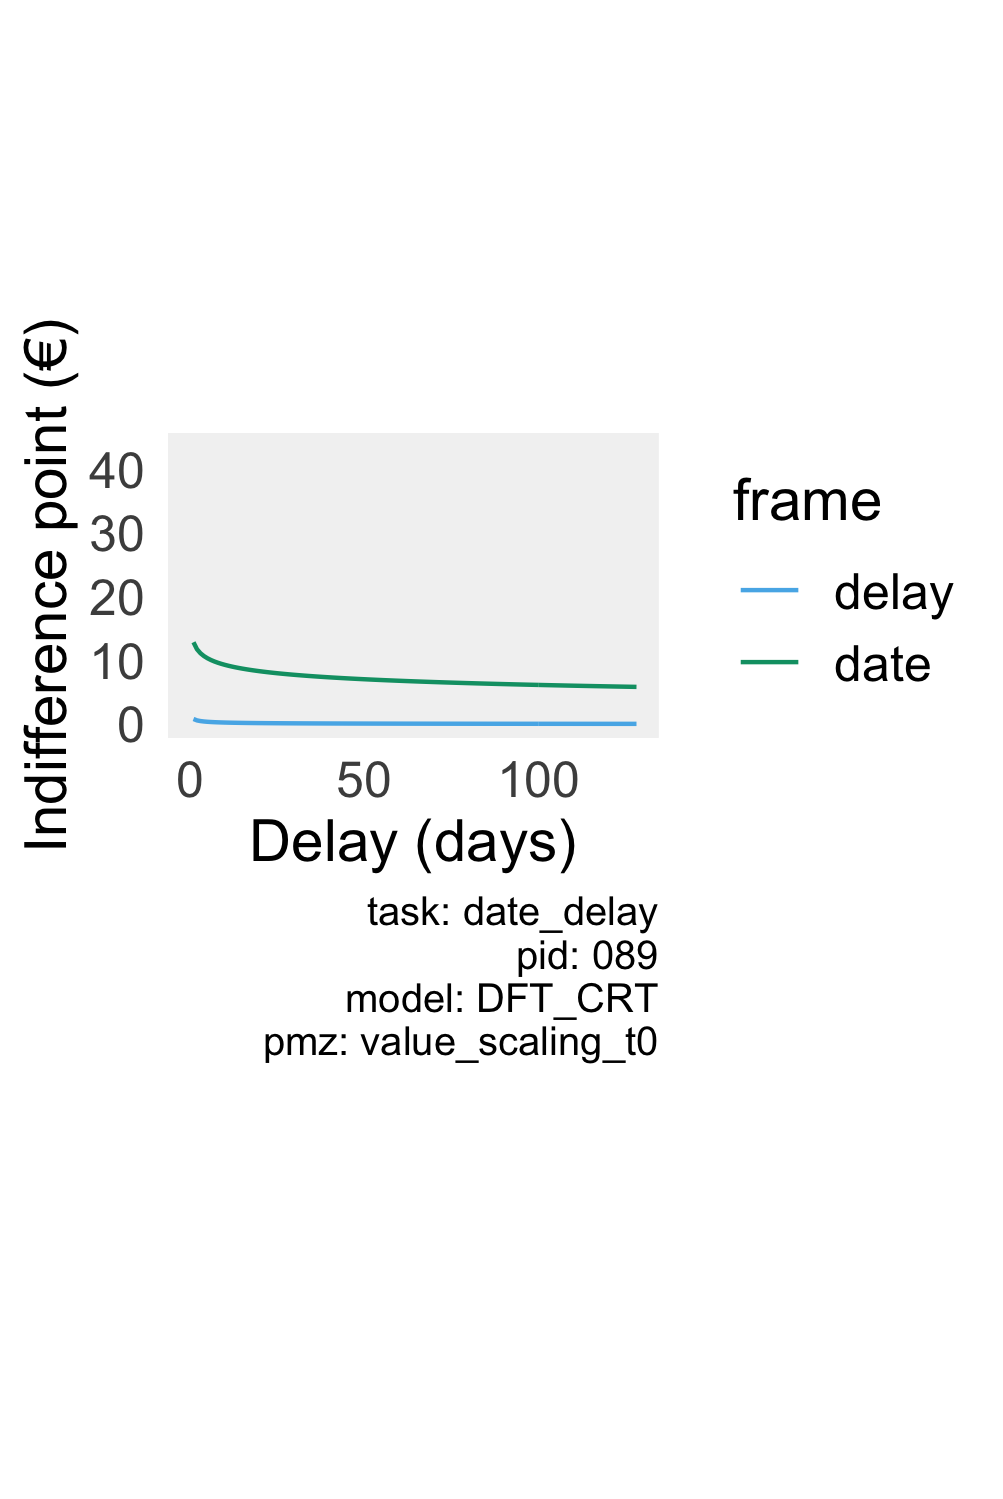 Indifference point (€)
40
30
20
10
0
0 50 100
Delay (days)
frame
delay
date
task: date_delay
pid: 089
model: DFT_CRT
pmz: value_scaling_t0